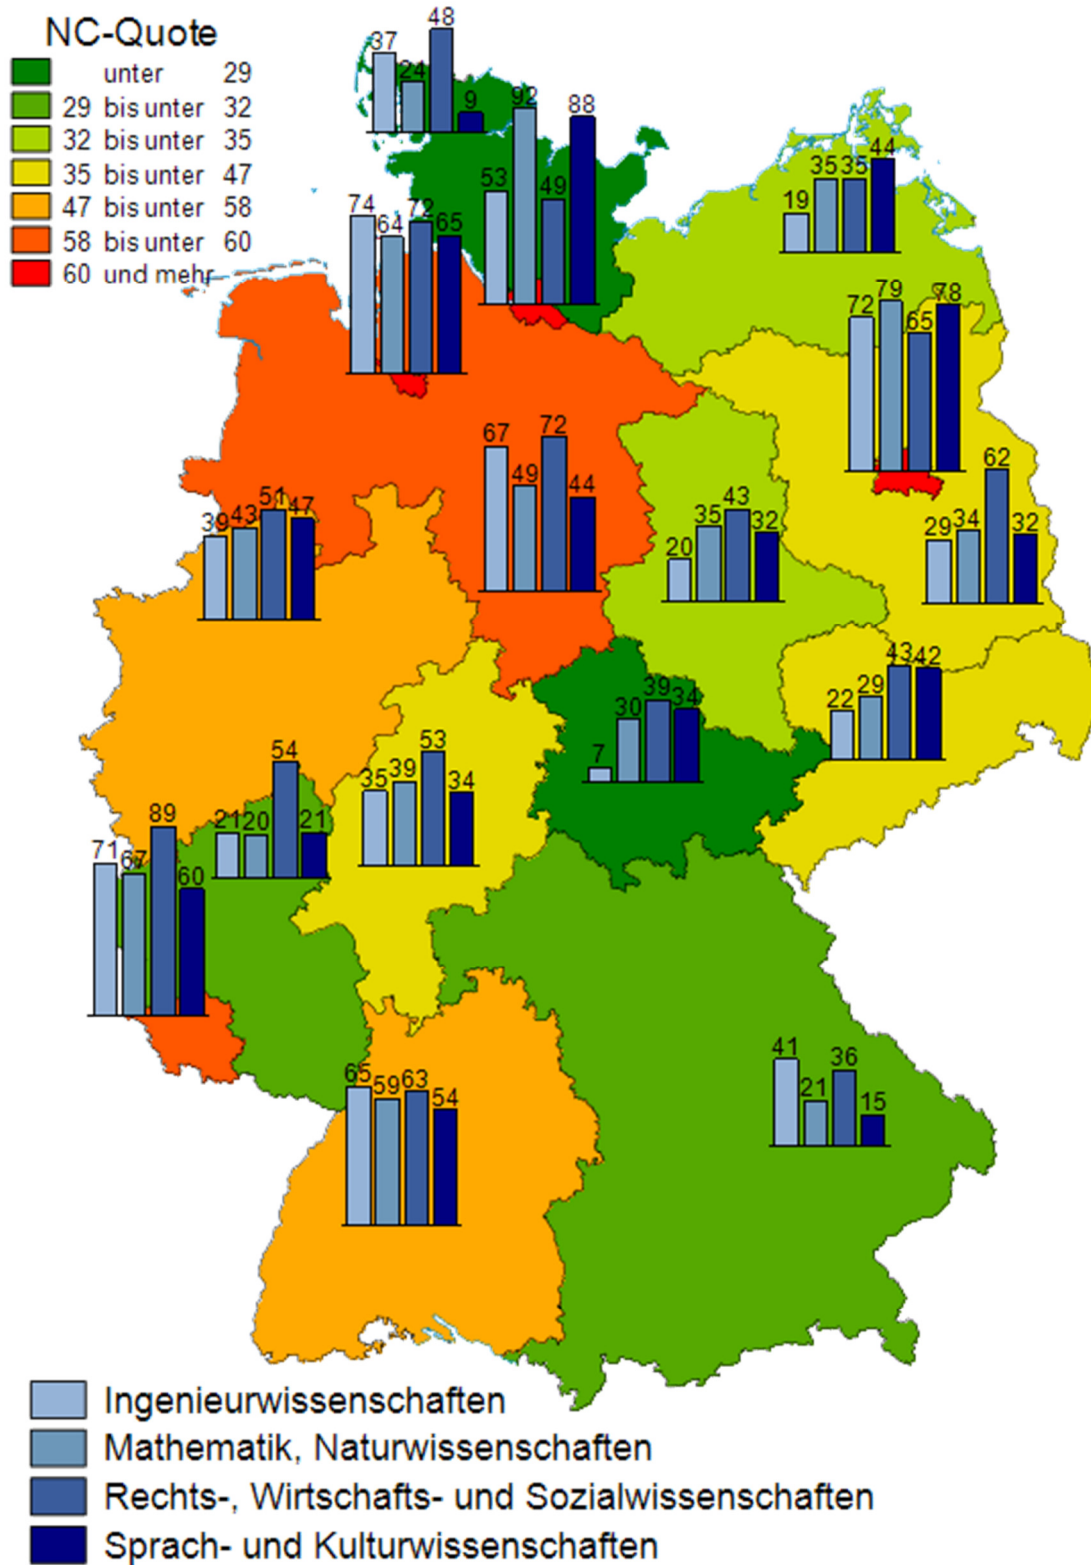 NC-Quote
unter 29
29 bis unter 32
32 bis unter 35
35 bis unter 47
47 bis unter 58
58 bis unter 60
60 und mehr
37 24 48 9
53 92 49 88
74 64 72 65
19 35 35 44
72 79 65 78
67 49 72 44
39 43 51 47
20 35 43 32
29 34 62 32
22 29 43 42
7 30 39 34
35 39 53 34
21 20 54 21
71 67 89 60
65 59 63 54
41 21 36 15
Ingenieurwissenschaften
Mathematik, Naturwissenschaften
Rechts-, Wirtschafts- und Sozialwissenschaften
Sprach- und Kulturwissenschaften